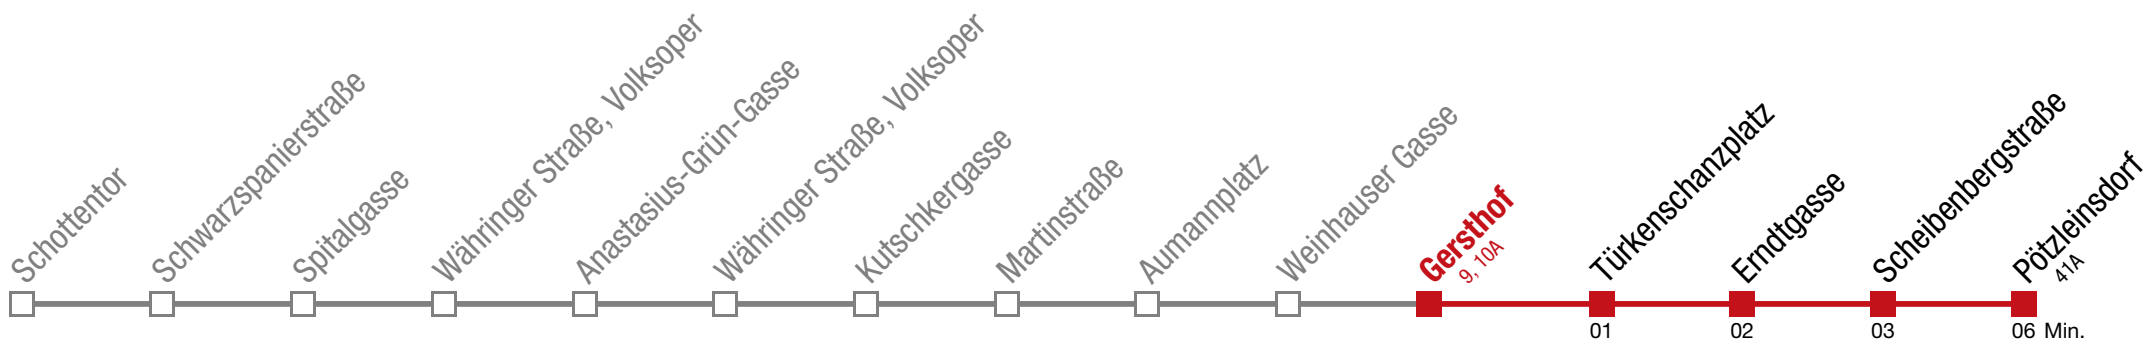 Schottentor
Schwarzspanierstraße
Spitalgasse
Währinger Straße, Volksoper
Anastasius-Grün-Gasse
Währinger Straße, Volksoper
Kutschkergasse
Martinstraße
Aumannplatz
Weinhauser Gasse
Gersthof
9, 10A
Türkenschanzplatz
Erndtgasse
Scheibenbergstraße
Pötzleinsdorf
41A
01 02 03 06 Min.